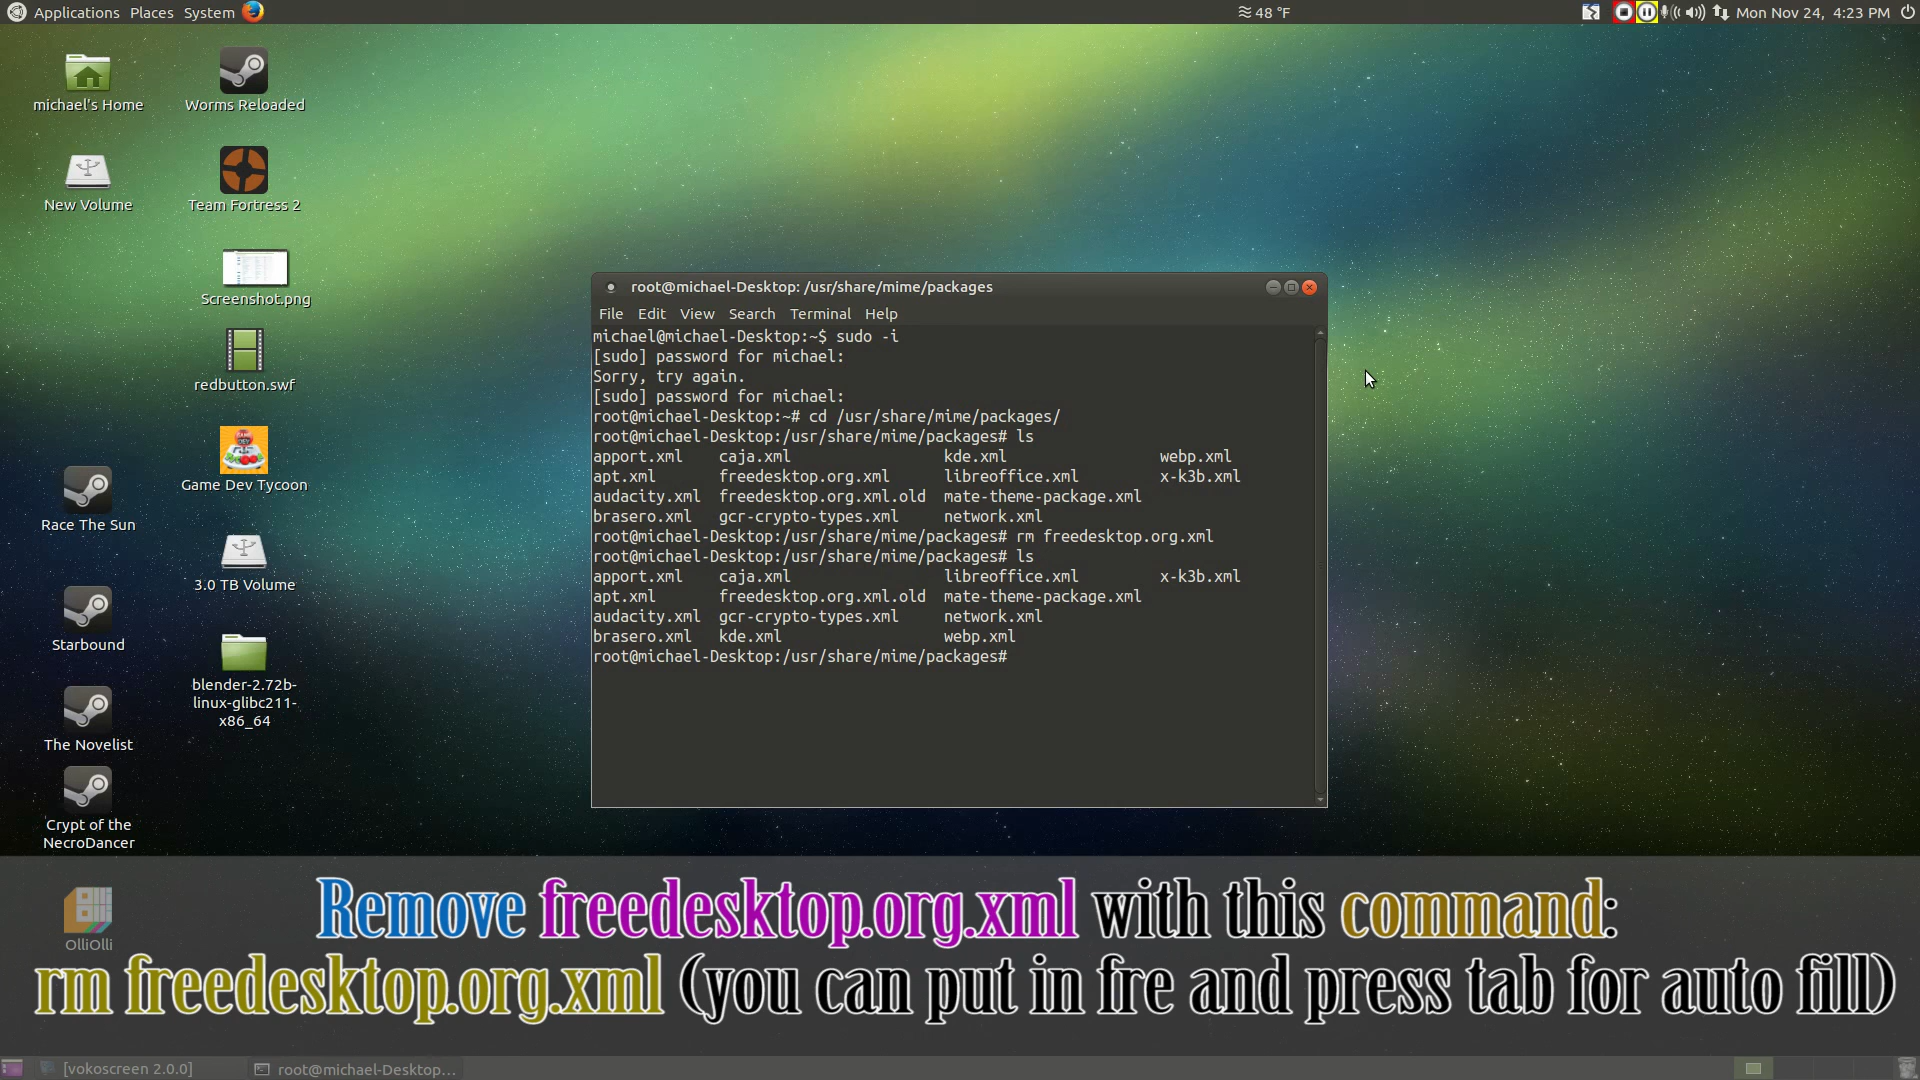 Applications Places System
48 °F
Mon Nov 24, 4:23 PM
michael's Home
Worms Reloaded
New Volume
Team Fortress 2
Screenshot.png
redbutton.swf
Game Dev Tycoon
Race The Sun
3.0 TB Volume
Starbound
blender-2.72b-
linux-glibc211-
x86_64
The Novelist
Crypt of the
NecroDancer
OlliOlli
root@michael-Desktop: /usr/share/mime/packages
File Edit View Search Terminal Help
michael@michael-Desktop:~$ sudo -i
[sudo] password for michael:
Sorry, try again.
[sudo] password for michael:
root@michael-Desktop:~# cd /usr/share/mime/packages/
root@michael-Desktop:/usr/share/mime/packages# ls
apport.xml caja.xml kde.xml webp.xml
apt.xml freedesktop.org.xml libreoffice.xml x-k3b.xml
audacity.xml freedesktop.org.xml.old mate-theme-package.xml
brasero.xml gcr-crypto-types.xml network.xml
root@michael-Desktop:/usr/share/mime/packages# rm freedesktop.org.xml
root@michael-Desktop:/usr/share/mime/packages# ls
apport.xml caja.xml libreoffice.xml x-k3b.xml
apt.xml freedesktop.org.xml.old mate-theme-package.xml
audacity.xml gcr-crypto-types.xml network.xml
brasero.xml kde.xml webp.xml
root@michael-Desktop:/usr/share/mime/packages#
Remove freedesktop.org.xml with this command:
rm freedesktop.org.xml (you can put in fre and press tab for auto fill)
[vokoscreen 2.0.0]
root@michael-Desktop...